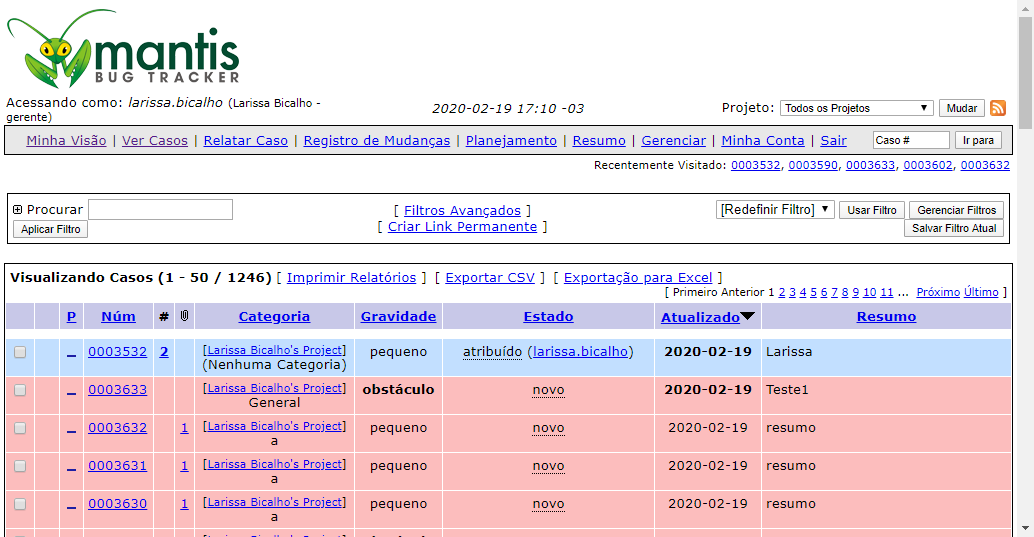 mantis
BUG TRACKER
Acessando como: larissa.bicalho (Larissa Bicalho - gerente)
2020-02-19 17:10 -03
Projeto: Todos os Projetos Mudar
Minha Visão | Ver Casos | Relatar Caso | Registro de Mudanças | Planejamento | Resumo | Gerenciar | Minha Conta | Sair Caso # Ir para
Recentemente Visitado: 0003532, 0003590, 0003633, 0003602, 0003632
Procurar [ Filtros Avançados ] [Redefinir Filtro] Usar Filtro Gerenciar Filtros
Aplicar Filtro [ Criar Link Permanente ] Salvar Filtro Atual
Visualizando Casos (1 - 50 / 1246) [ Imprimir Relatórios ] [ Exportar CSV ] [ Exportação para Excel ]
[ Primeiro Anterior 1 2 3 4 5 6 7 8 9 10 11 ... Próximo Último ]
P Núm # Categoria Gravidade Estado Atualizado Resumo
_ 0003532 2 [Larissa Bicalho's Project] pequeno atribuído (larissa.bicalho) 2020-02-19 Larissa
(Nenhuma Categoria)
_ 0003633 [Larissa Bicalho's Project] obstáculo novo 2020-02-19 Teste1
General
_ 0003632 1 [Larissa Bicalho's Project] pequeno novo 2020-02-19 resumo
a
_ 0003631 1 [Larissa Bicalho's Project] pequeno novo 2020-02-19 resumo
a
_ 0003630 1 [Larissa Bicalho's Project] pequeno novo 2020-02-19 resumo
a